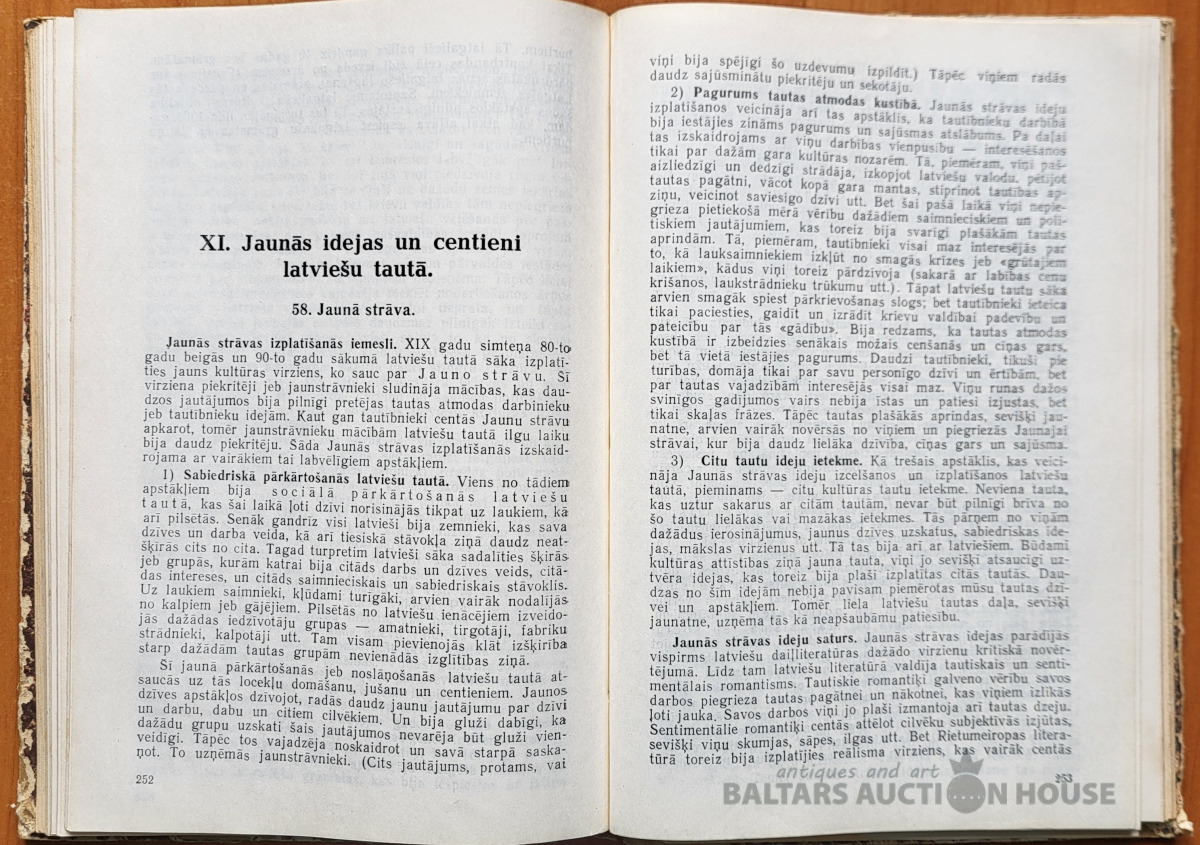 XI. Jaunās idejas un centieni
latviešu tautā.
58. Jaunā strāva.
Jaunās strāvas izplatīšanās iemesli. XIX gadu simteņa 80-to
gadu beigās un 90-to gadu sākumā latviešu tautā sāka izplatī-
ties jauns kultūras virziens, ko sauc par Jauno strāvu. Šī
virziena piekritēji jeb jaunstrāvnieki sludināja mācības, kas dau-
dzos jautājumos bija pilnīgi pretējas tautas atmodas darbinieku
jeb tautībnieku idejām. Kaut gan tautībnieki centās Jaunu strāvu
apkarot, tomēr jaunstrāvnieku mācībām latviešu tautā ilgu laiku
bija daudz piekritēju. Šāda Jaunās strāvas izplatīšanās izskaid-
rojama ar vairākiem tai labvēlīgiem apstākļiem.
1) Sabiedriskā pārkārtošanās latviešu tautā. Viens no tādiem
apstākļiem bija sociālā pārkārtošanās latviešu
tautā, kas šai laikā ļoti dzīvi norisinājās tikpat uz laukiem, kā
arī pilsētās. Senāk gandrīz visi latvieši bija zemnieki, kas sava
dzīves un darba veida, kā arī tiesiskā stāvokļa ziņā daudz neat-
šķīrās cits no cita. Tagad turpretim latvieši sāka sadalīties šķirās
jeb grupās, kurām katrai bija citāds darbs un dzīves veids, citā-
das intereses, un citāds saimnieciskais un sabiedriskais stāvoklis.
Uz laukiem saimnieki, kļūdami turīgāki, arvien vairāk nodalījās
no kalpiem jeb gājējiem. Pilsētās no latviešu ienācējiem izveido-
jās dažādas iedzīvotāju grupas — amatnieki, tirgotāji, fabriku
strādnieki, kalpotāji utt. Tam visam pievienojās klāt izšķirība
starp dažādām tautas grupām nevienādās izglītības ziņā.
Šī jaunā pārkārtošanās jeb noslāņošanās latviešu tautā at-
saucās uz tās locekļu domāšanu, jušanu un centieniem. Jaunos
dzīves apstākļos dzīvojot, radās daudz jaunu jautājumu par dzīvi
un darbu, dabu un citiem cilvēkiem. Un bija gluži dabīgi, ka
dažādu grupu uzskati šais jautājumos nevarēja būt gluži vien-
veidīgi. Tāpēc tos vajadzēja noskaidrot un savā starpā saska-
ņot. To uzņēmās jaunstrāvnieki. (Cits jautājums, protams, vai
252
viņi bija spējīgi šo uzdevumu izpildīt.) Tāpēc viņiem radās
daudz sajūsminātu piekritēju un sekotāju.
2) Pagurums tautas atmodas kustībā. Jaunās strāvas ideju
izplatīšanos veicināja arī tas apstāklis, ka tautībnieku darbībā
bija iestājies zināms pagurums un sajūsmas atslābums. Pa daļai
tas izskaidrojams ar viņu darbības vienpusību — interesēšanos
tikai par dažām gara kultūras nozarēm. Tā, piemēram, viņi paš-
aizliedzīgi un dedzīgi strādāja, izkopjot latviešu valodu, pētījot
tautas pagātni, vācot kopā gara mantas, stiprinot tautības ap-
ziņu, veicinot saviesīgo dzīvi utt. Bet šai pašā laikā viņi nepie-
grieza pietiekošā mērā vērību dažādiem saimnieciskiem un poli-
tiskiem jautājumiem, kas toreiz bija svarīgi plašākām tautas
aprindām. Tā, piemēram, tautībnieki visai maz interesējās par
to, kā lauksaimniekiem izkļūt no smagās krīzes jeb «grūtajiem
laikiem», kādus viņi toreiz pārdzīvoja (sakarā ar labības cenu
krišanos, laukstrādnieku trūkumu utt.). Tāpat latviešu tautu sāka
arvien smagāk spiest pārkrievošanas slogs; bet tautībnieki ieteica
tikai paciesties, gaidīt un izrādīt krievu valdībai padevību un
pateicību par tās «gādību». Bija redzams, ka tautas atmodas
kustībā ir izbeidzies senākais možais cenšanās un cīņas gars,
bet tā vietā iestājies pagurums. Daudzi tautībnieki, tikuši pie
turības, domāja tikai par savu personīgo dzīvi un ērtībām, bet
par tautas vajadzībām interesējās visai maz. Viņu runas dažos
svinīgos gadījumos vairs nebija īstas un patiesi izjustas, bet
tikai skaļas frāzes. Tāpēc tautas plašākās aprindas, sevišķi jau-
natne, arvien vairāk novērsās no viņiem un piegriezās Jaunajai
strāvai, kur bija daudz lielāka dzīvība, cīņas gars un sajūsma.
3) Citu tautu ideju ietekme. Kā trešais apstāklis, kas veici-
nāja Jaunās strāvas ideju izcelšanos un izplatīšanos latviešu
tautā, pieminams — citu kultūras tautu ietekme. Neviena tauta,
kas uztur sakarus ar citām tautām, nevar būt pilnīgi brīva no
šo tautu lielākas vai mazākas ietekmes. Tās pārņem no viņām
dažādus ierosinājumus, jaunus dzīves uzskatus, sabiedriskas ide-
jas, mākslas virzienus utt. Tā tas bija arī ar latviešiem. Būdami
kultūras attīstības ziņā jauna tauta, viņi jo sevišķi atsaucīgi uz-
tvēra idejas, kas toreiz bija plaši izplatītas citās tautās. Dau-
dzas no šīm idejām nebija pavisam piemērotas mūsu tautas dzī-
vei un apstākļiem. Tomēr liela latviešu tautas daļa, sevišķi
jaunatne, uzņēma tās kā neapšaubāmu patiesību.
Jaunās strāvas ideju saturs. Jaunās strāvas idejas parādījās
vispirms latviešu daiļliteratūras dažādo virzienu kritiskā novēr-
tējumā. Līdz tam latviešu literatūrā valdīja tautiskais un senti-
mentālais romantisms. Tautiskie romantiķi galveno vērību savos
darbos piegrieza tautas pagātnei un nākotnei, kas viņiem izlikās
ļoti jauka. Savos darbos viņi jo plaši izmantoja arī tautas dzeju.
Sentimentālie romantiķi centās attēlot cilvēku subjektīvās izjūtas,
sevišķi viņu skumjas, sāpes, ilgas utt. Bet Rietumeiropas litera-
tūrā toreiz bija izplatījies reālisma virziens, kas vairāk centās
253
antiques and art
BALTARS AUCTION HOUSE